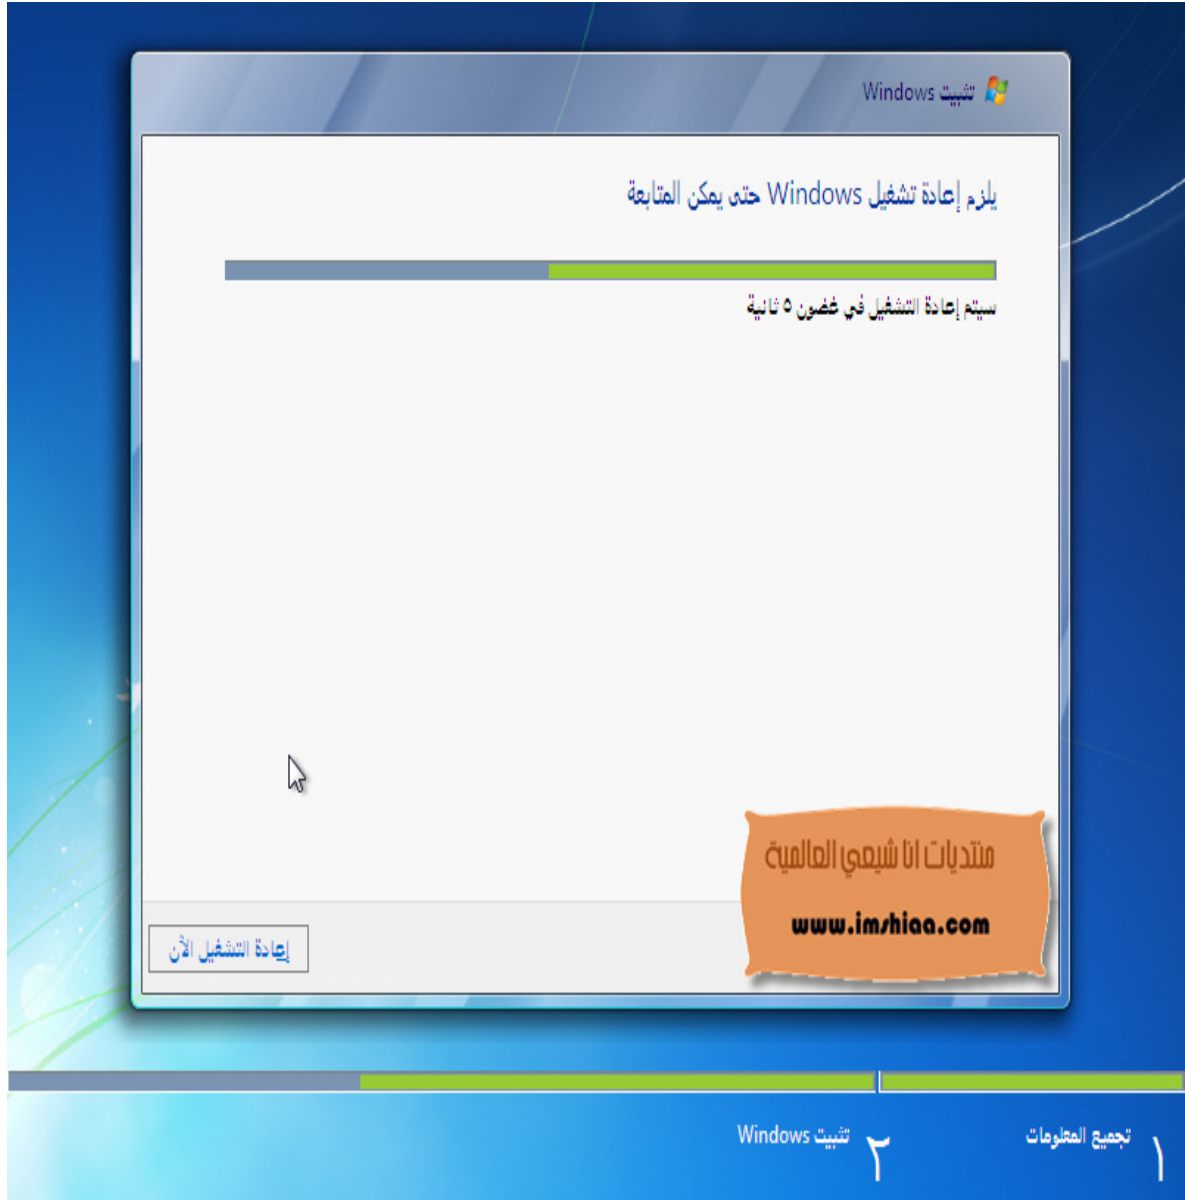 تثبيت Windows
يلزم إعادة تشغيل Windows حتى يمكن المتابعة
سيتم إعادة التشغيل في غضون ٥ ثانية
منتديات انا شيعي العالمية
www.imshiaa.com
إعادة التشغيل الآن
١ تجميع المعلومات
٢ تثبيت Windows